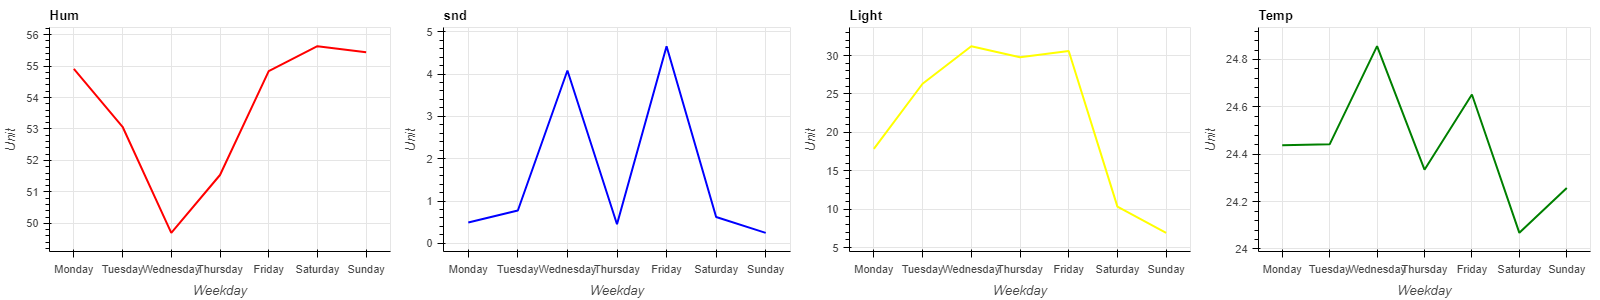 Hum
56
55
54
53
52
51
50
Unit
Monday Tuesday Wednesday Thursday Friday Saturday Sunday
Weekday
snd
5
4
3
2
1
0
Unit
Monday Tuesday Wednesday Thursday Friday Saturday Sunday
Weekday
Light
30
25
20
15
10
5
Unit
Monday Tuesday Wednesday Thursday Friday Saturday Sunday
Weekday
Temp
24.8
24.6
24.4
24.2
24
Unit
Monday Tuesday Wednesday Thursday Friday Saturday Sunday
Weekday